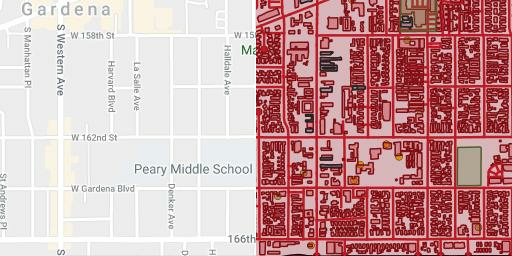 Gardena
W 158th St
W 15
Ma
S Manhattan Pl
S Western Ave
Harvard Blvd
La Salle Ave
Halldale Ave
W 162nd St
Peary Middle School
St Andrews Pl
W Gardena Blvd
Denker Ave
D
H
166th
S